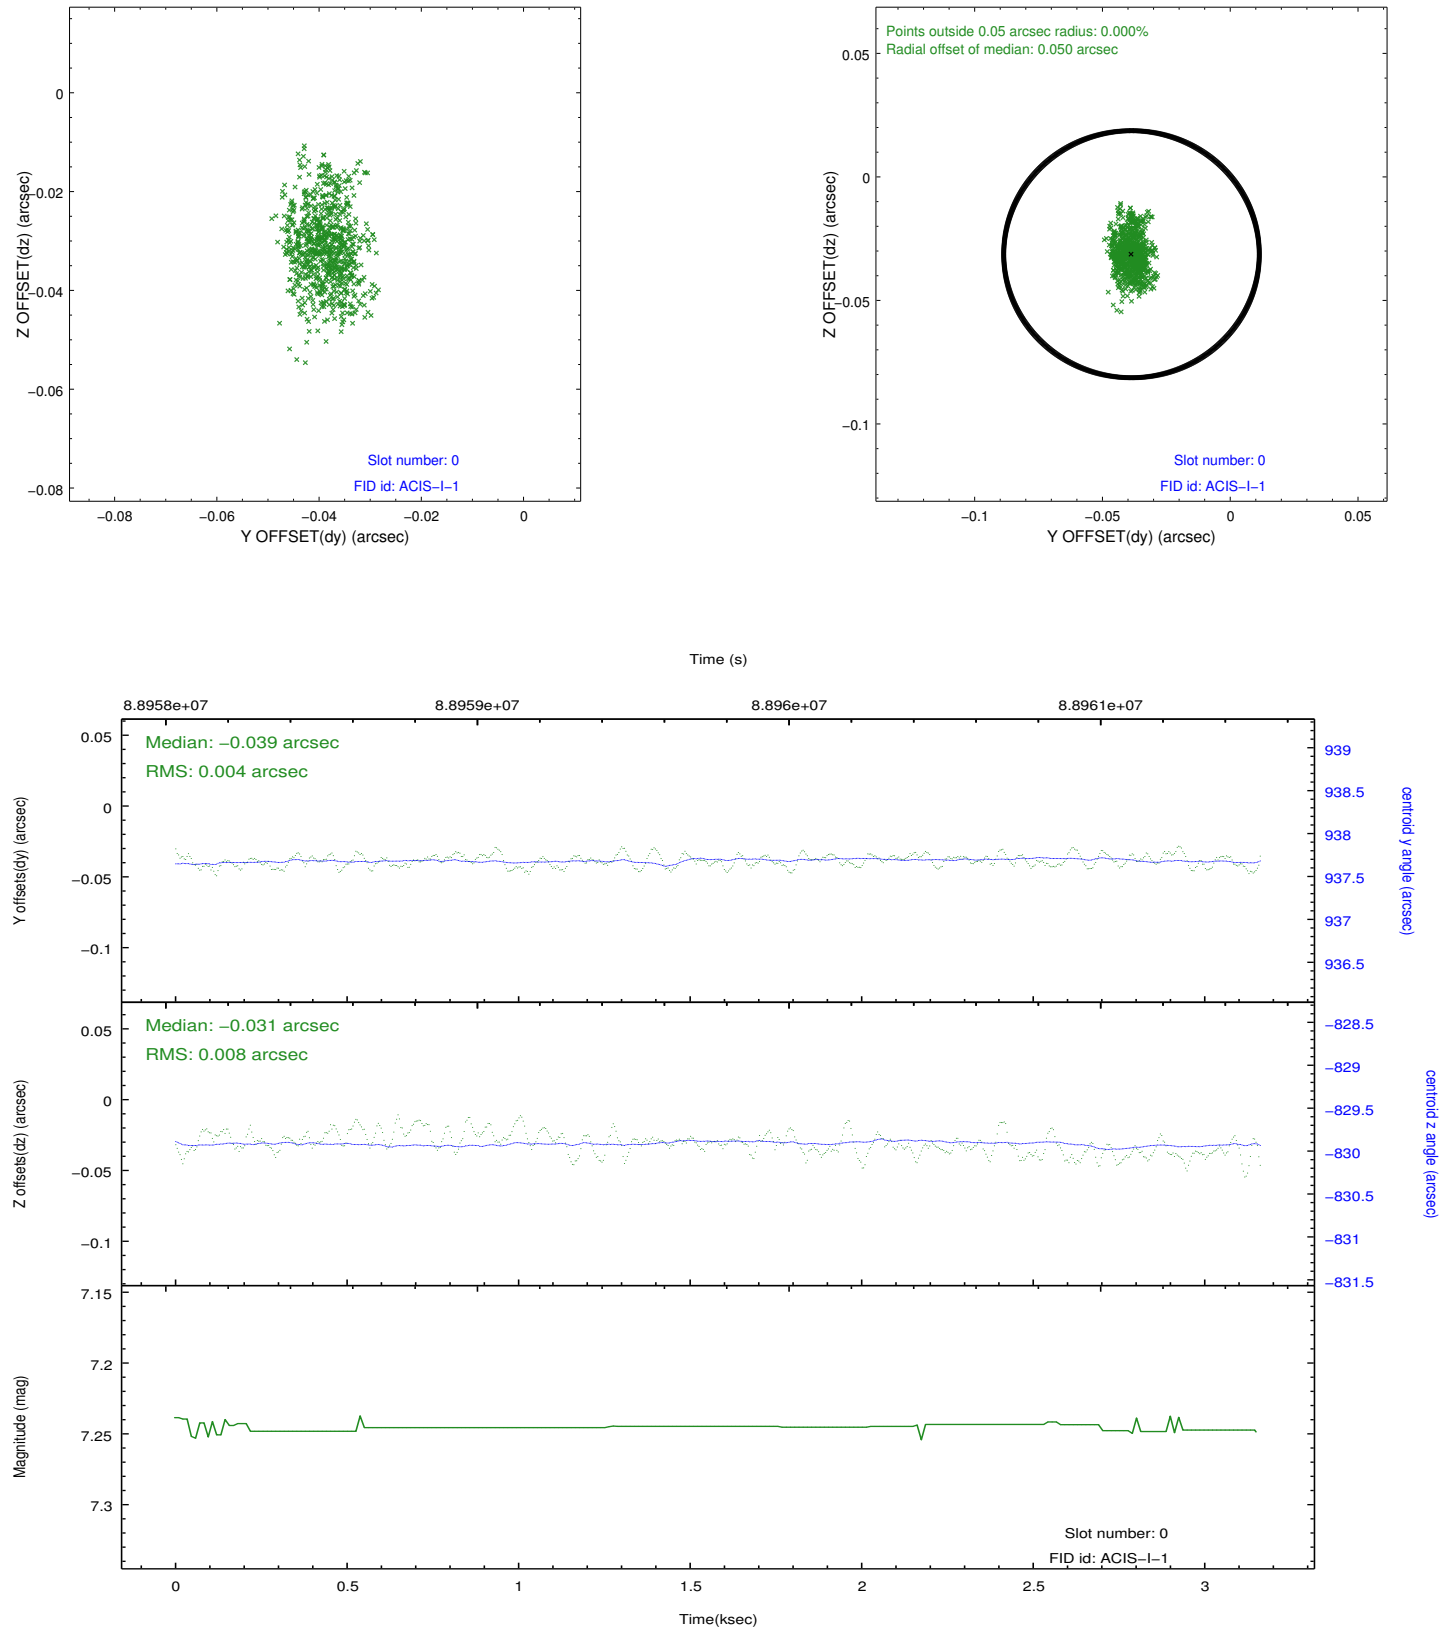 0
−0.02
−0.04
−0.06
−0.08
Z OFFSET(dz) (arcsec)
Slot number: 0
FID id: ACIS−I−1
−0.08
−0.06
−0.04
−0.02
0
Y OFFSET(dy) (arcsec)
Points outside 0.05 arcsec radius: 0.000%
Radial offset of median: 0.050 arcsec
0.05
0
−0.05
−0.1
Z OFFSET(dz) (arcsec)
Slot number: 0
FID id: ACIS−I−1
−0.1
−0.05
0
0.05
Y OFFSET(dy) (arcsec)
Time (s)
8.8958e+07
8.8959e+07
8.896e+07
8.8961e+07
Median: −0.039 arcsec
RMS: 0.004 arcsec
0.05
0
−0.05
−0.1
Y offsets(dy) (arcsec)
939
938.5
938
937.5
937
936.5
centroid y angle (arcsec)
Median: −0.031 arcsec
RMS: 0.008 arcsec
0.05
0
−0.05
−0.1
Z offsets(dz) (arcsec)
−828.5
−829
−829.5
−830
−830.5
−831
−831.5
centroid z angle (arcsec)
7.15
7.2
7.25
7.3
Magnitude (mag)
Slot number: 0
FID id: ACIS−I−1
0
0.5
1
1.5
2
2.5
3
Time(ksec)